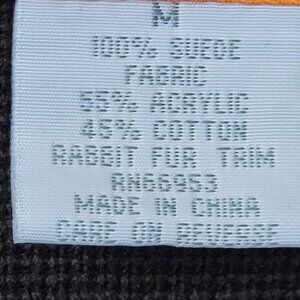 M
100% SUEDE
FABRIC
55% ACRYLIC
45% COTTON
RABBIT FUR TRIM
RN66953
MADE IN CHINA
CARE ON REVERSE